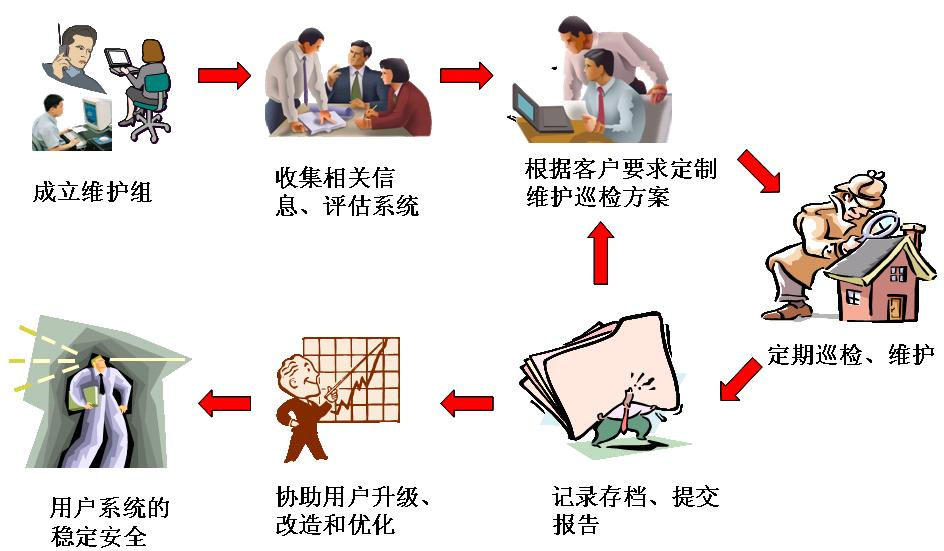 成立维护组
收集相关信
息、评估系统
根据客户要求定制
维护巡检方案
定期巡检、维护
记录存档、提交
报告
协助用户升级、
改造和优化
用户系统的
稳定安全